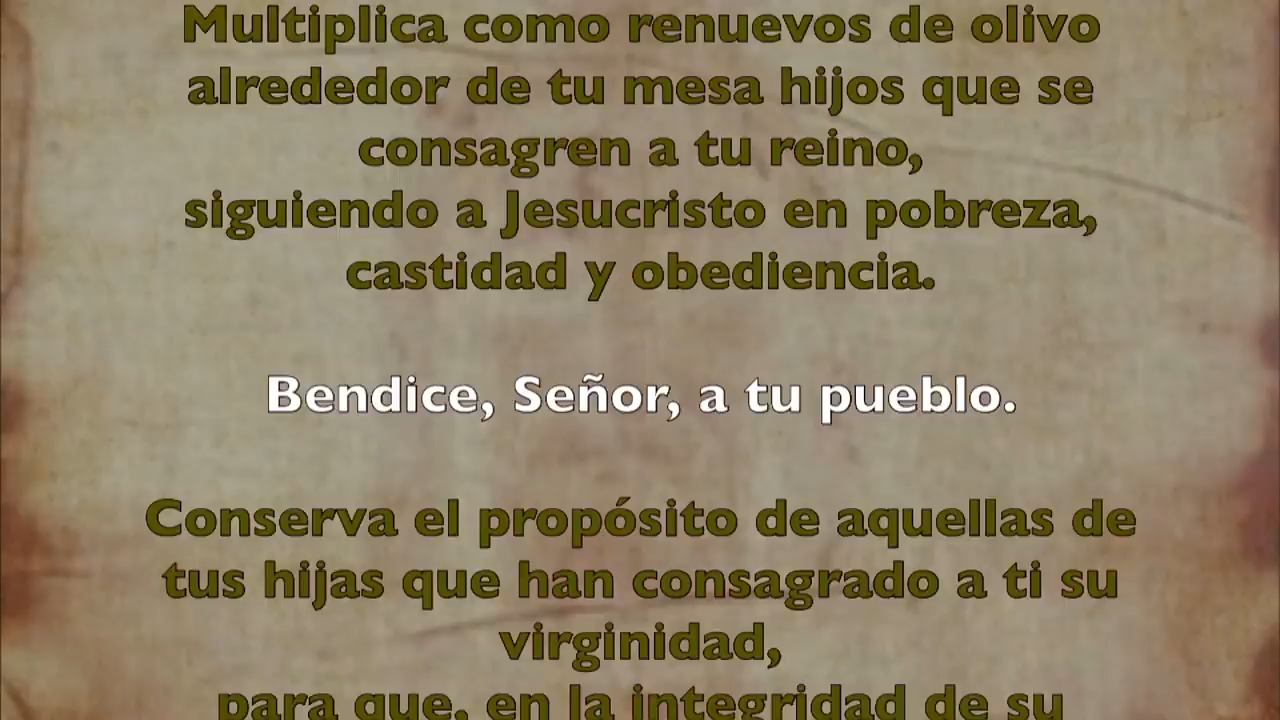 Multiplica como renuevos de olivo
alrededor de tu mesa hijos que se
consagren a tu reino,
siguiendo a Jesucristo en pobreza,
castidad y obediencia.
Bendice, Señor, a tu pueblo.
Conserva el propósito de aquellas de
tus hijas que han consagrado a ti su
virginidad,
para que, en la integridad de su